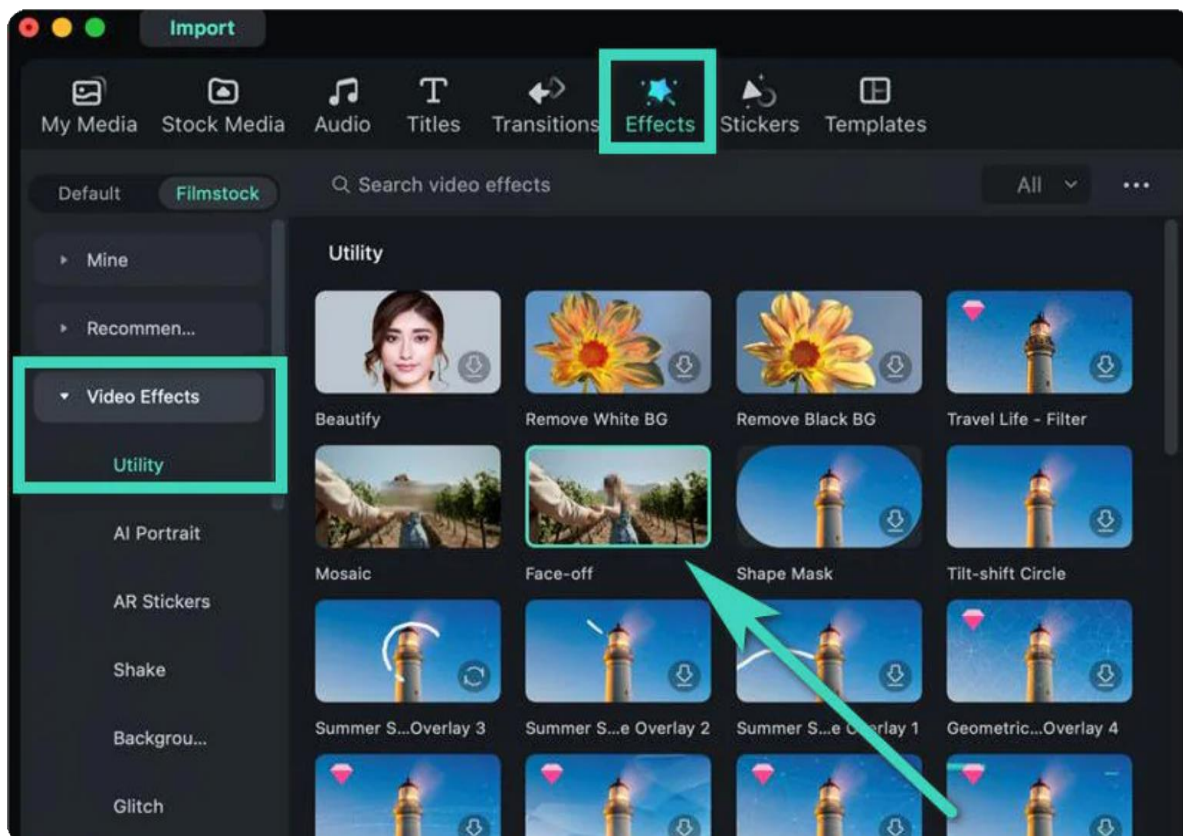 Import
My Media Stock Media Audio Titles Transitions Effects Stickers Templates
Default Filmstock
Search video effects All
Mine
Recommen...
Video Effects
Utility
AI Portrait
AR Stickers
Shake
Backgrou...
Glitch
Utility
Beautify Remove White BG Remove Black BG Travel Life - Filter
Mosaic Face-off Shape Mask Tilt-shift Circle
Summer S...Overlay 3 Summer S...e Overlay 2 Summer S...e Overlay 1 Geometric...Overlay 4